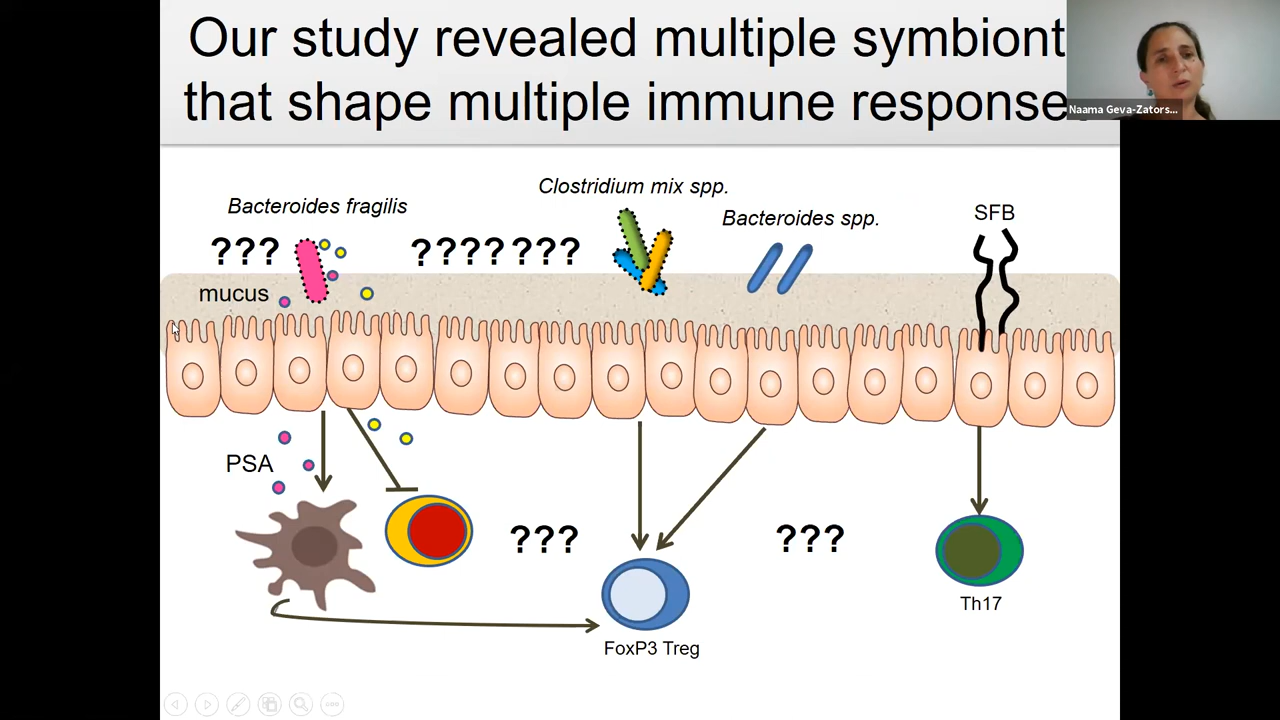 Our study revealed multiple symbiont
that shape multiple immune response
Naama Geva-Zators...
Clostridium mix spp.
Bacteroides fragilis
Bacteroides spp.
SFB
???
???? ???
mucus
PSA
???
???
Th17
FoxP3 Treg